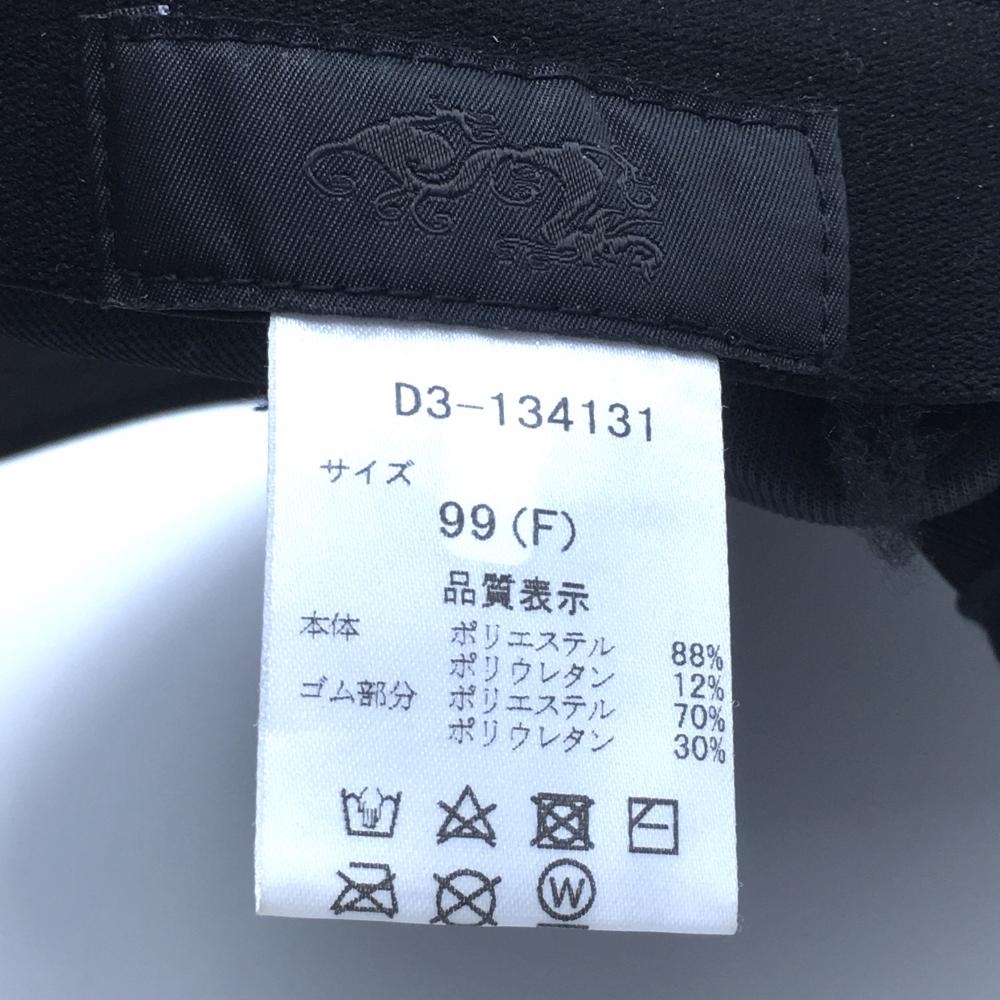 D3-134131
サイズ
99(F)
品質表示
本体 ポリエステル 88%
ポリウレタン 12%
ゴム部分 ポリエステル 70%
ポリウレタン 30%
W